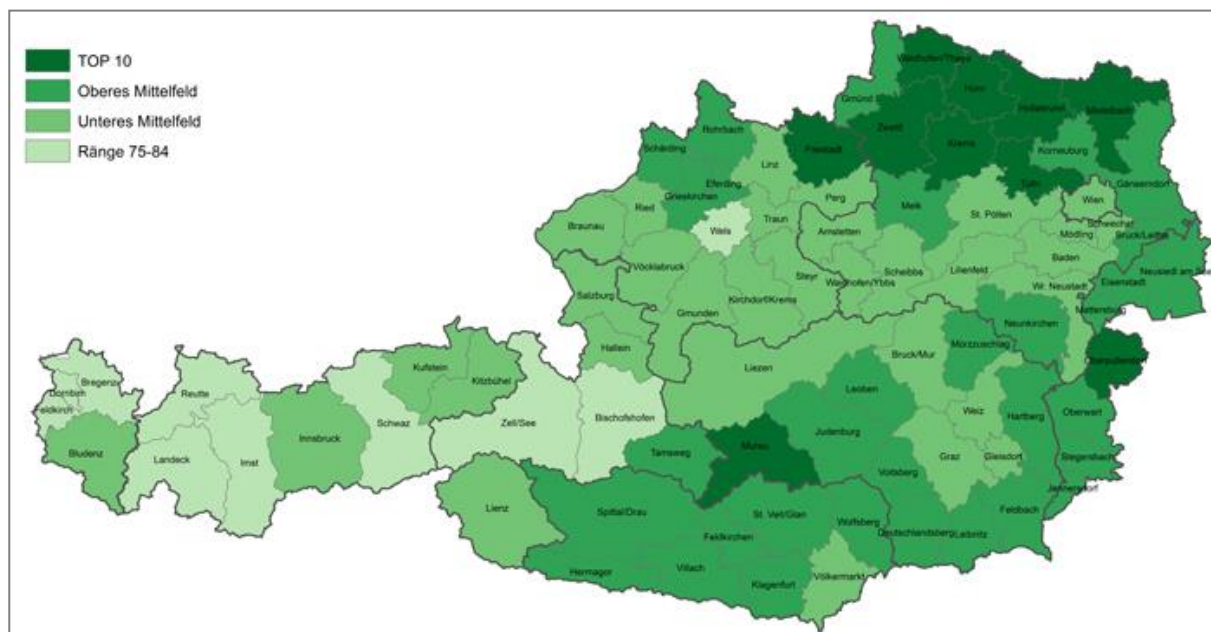 TOP 10
Oberes Mittelfeld
Unteres Mittelfeld
Ränge 75-84
Waidhofen/Thaya
Horn
Gmünd
Hollabrunn
Mistelbach
Zwettl
Krems
Korneuburg
Rohrbach
Freistadt
Schärding
Linz
Tulln
Gänserndorf
Eferding
Grieskirchen
Perg
Melk
St. Pölten
Wien
Ried
Traun
Schwechat
Braunau
Wels
Amstetten
Mödling
Bruck/Leitha
Baden
Vöcklabruck
Steyr
Scheibbs
Lilienfeld
Neusiedl am See
Waidhofen/Ybbs
Eisenstadt
Salzburg
Kirchdorf/Krems
Wr. Neustadt
Gmunden
Mattersburg
Neunkirchen
Hallein
Mürzzuschlag
Bruck/Mur
Oberpullendorf
Kufstein
Liezen
Bregenz
Kitzbühel
Dornbirn
Reutte
Leoben
Feldkirch
Weiz
Hartberg
Oberwart
Schwaz
Zell/See
Bischofshofen
Innsbruck
Judenburg
Murau
Bludenz
Landeck
Imst
Tamsweg
Graz
Gleisdorf
Voitsberg
Stegersbach
Jennersdorf
Lienz
Spittal/Drau
St. Veit/Glan
Feldbach
Wolfsberg
Deutschlandsberg
Leibnitz
Feldkirchen
Hermagor
Villach
Klagenfurt
Völkermarkt